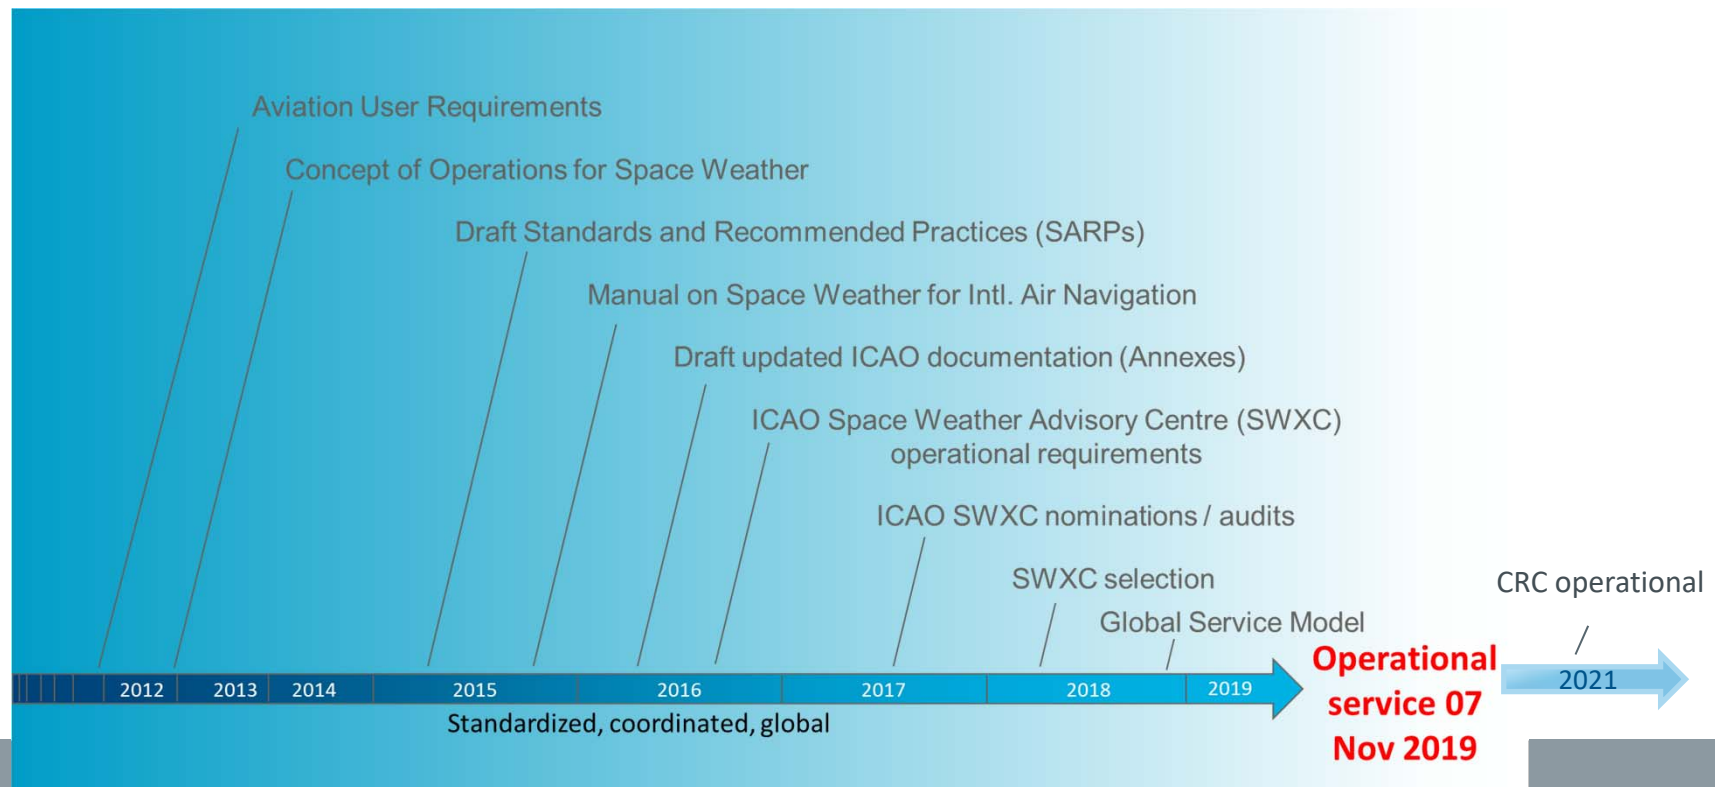 Aviation User Requirements
Concept of Operations for Space Weather
Draft Standards and Recommended Practices (SARPs)
Manual on Space Weather for Intl. Air Navigation
Draft updated ICAO documentation (Annexes)
ICAO Space Weather Advisory Centre (SWXC)
operational requirements
ICAO SWXC nominations / audits
SWXC selection
Global Service Model
CRC operational
2012 2013 2014 2015 2016 2017 2018 2019
Operational
service 07
Nov 2019
2021
Standardized, coordinated, global